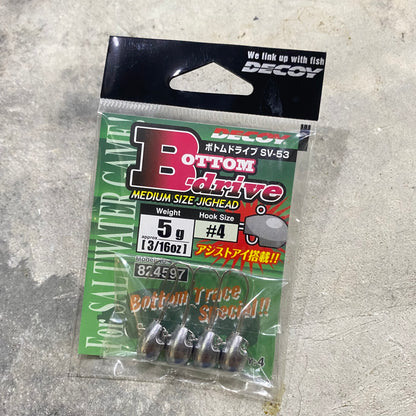 We link up with fish
DECOY
DECOY
ボトムドライブ SV-53
BOTTOM
-drive
MEDIUM SIZE JIGHEAD
Weight
Hook Size
approx
5g
[3/16oz]
#4
アシストアイ搭載!!
824597
Bottom Trace
Special!!
For SALTWATER GAME!